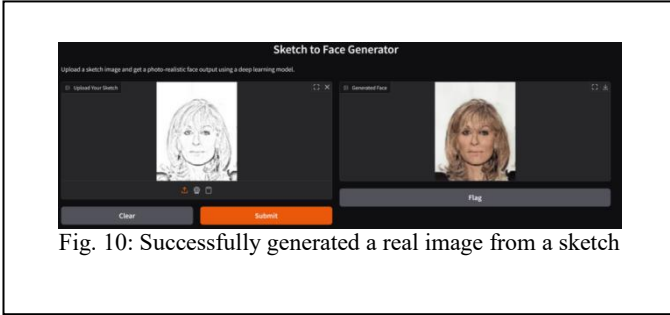 Sketch to Face Generator
Upload a sketch image and get a photo-realistic face output using a deep learning model.
Upload Your Sketch
Generated Face
Clear
Submit
Flag
Fig. 10: Successfully generated a real image from a sketch